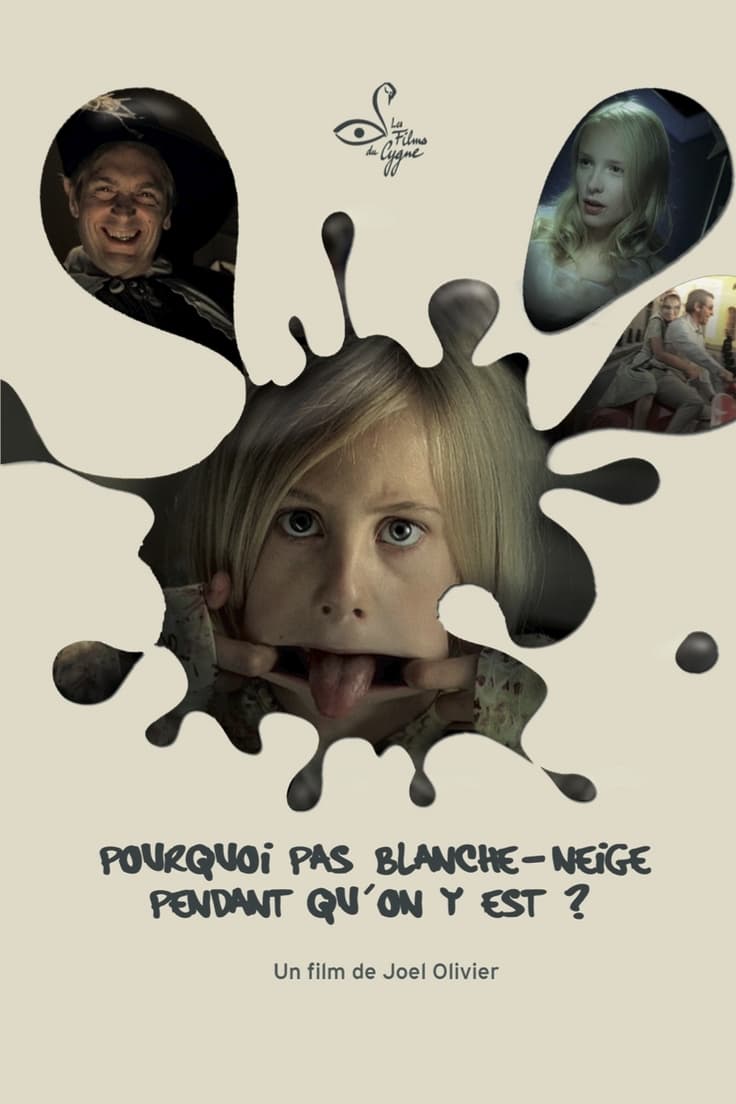 Les
Films
du Cygne
POURQUOi PAS BLANCHE-NEiGE
PENDANT QU'ON Y EST ?
Un film de Joel Olivier